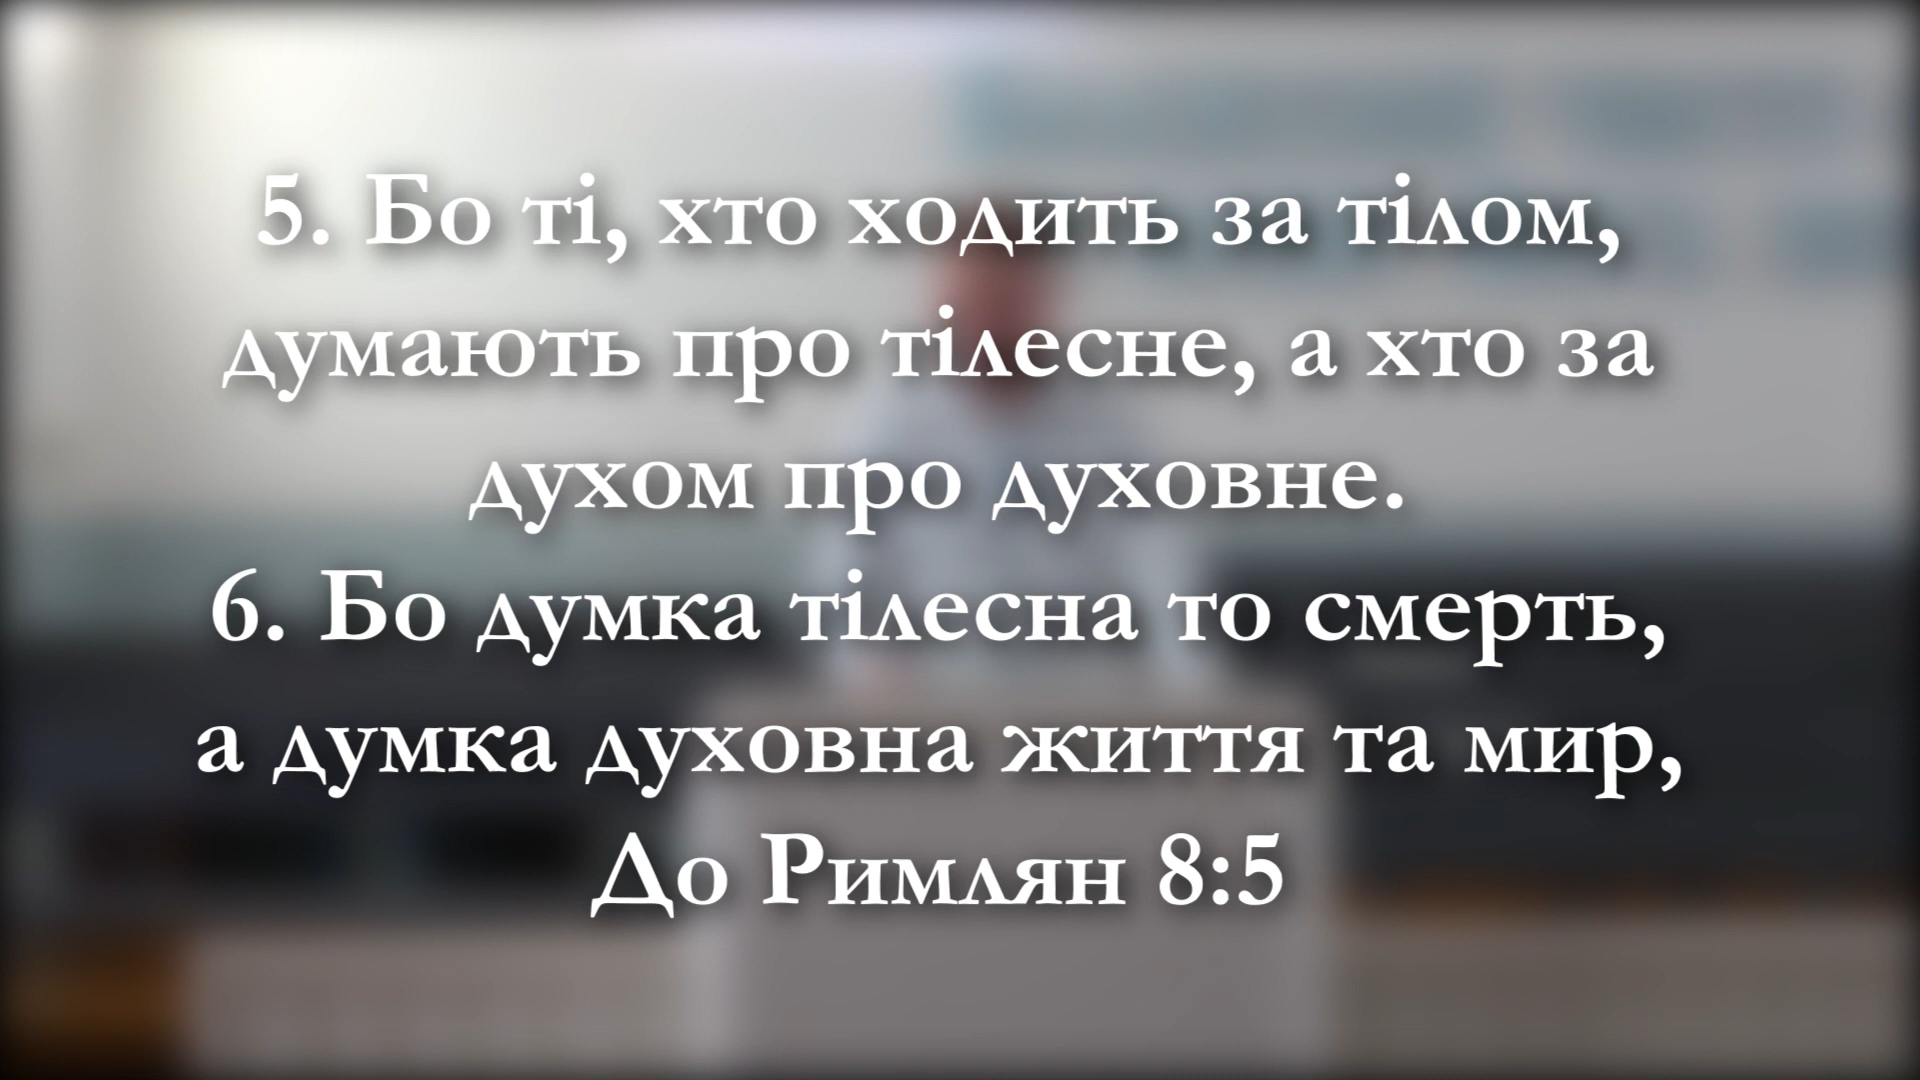 5. Бо ті, хто ходить за тілом,
думають про тілесне, а хто за
духом про духовне.
6. Бо думка тілесна то смерть,
а думка духовна життя та мир,
До Римлян 8:5